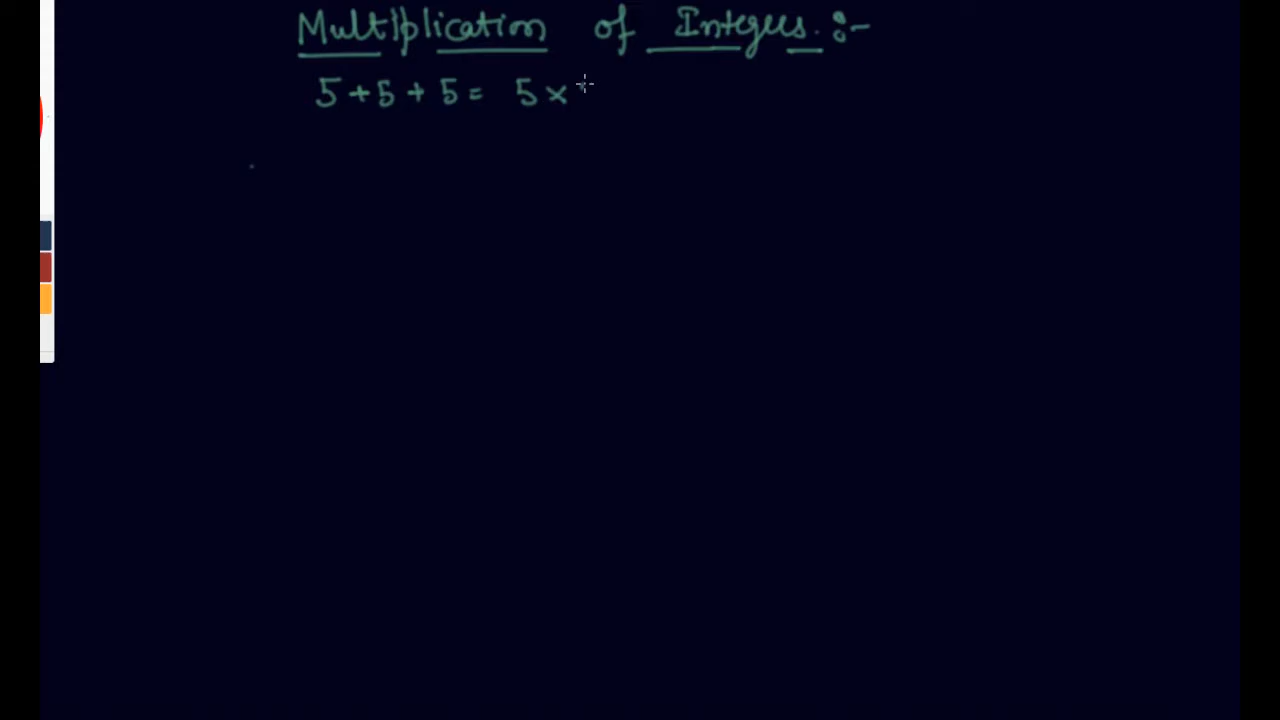 Multiplication of Integers :-
5 + 5 + 5 = 5 ×